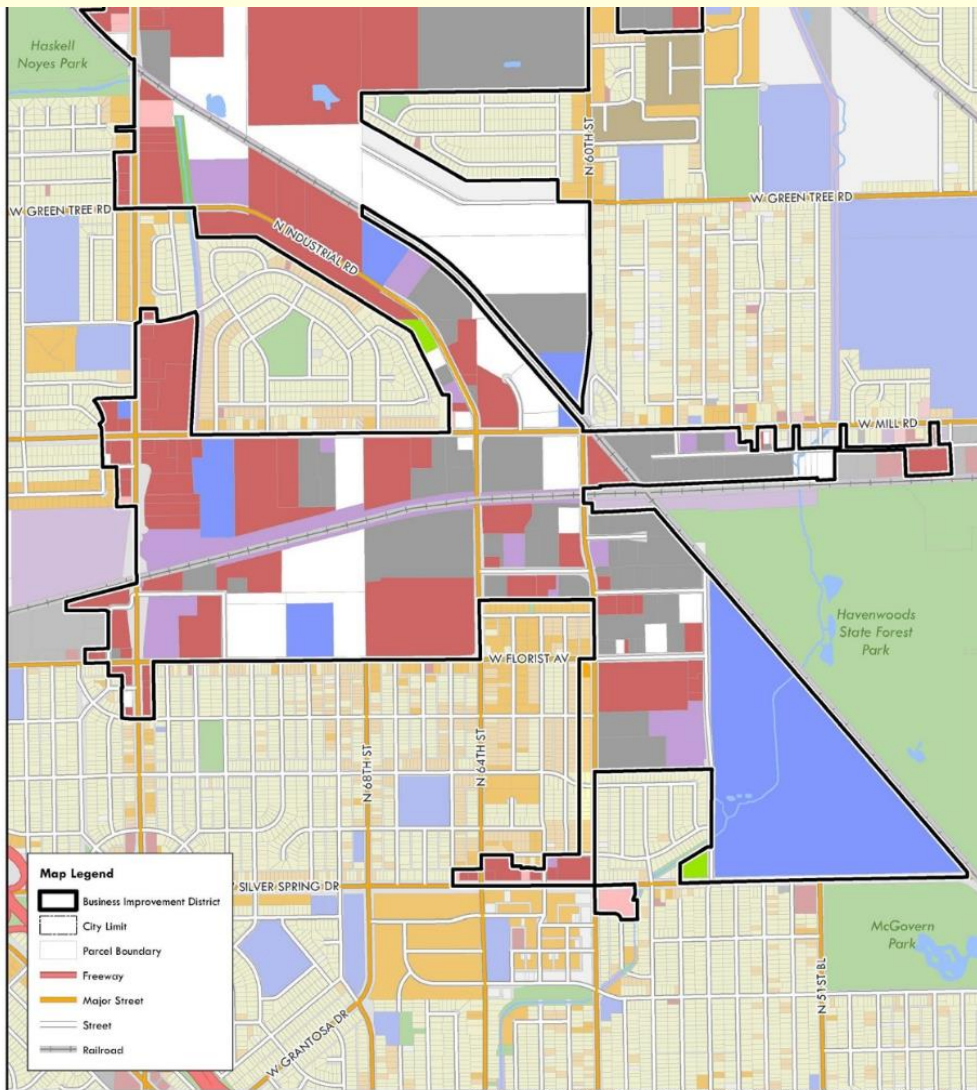 Haskell
Noyes Park
N 60TH ST
W GREEN TREE RD
W GREEN TREE RD
N INDUSTRIAL RD
W MILL RD
Havenwoods
State Forest
Park
W FLORIST AV
N 68TH ST
N 64TH ST
SILVER SPRING DR
McGovern
Park
N 51ST BL
W GRANTOSA DR
Map Legend
Business Improvement District
City Limit
Parcel Boundary
Freeway
Major Street
Street
Railroad